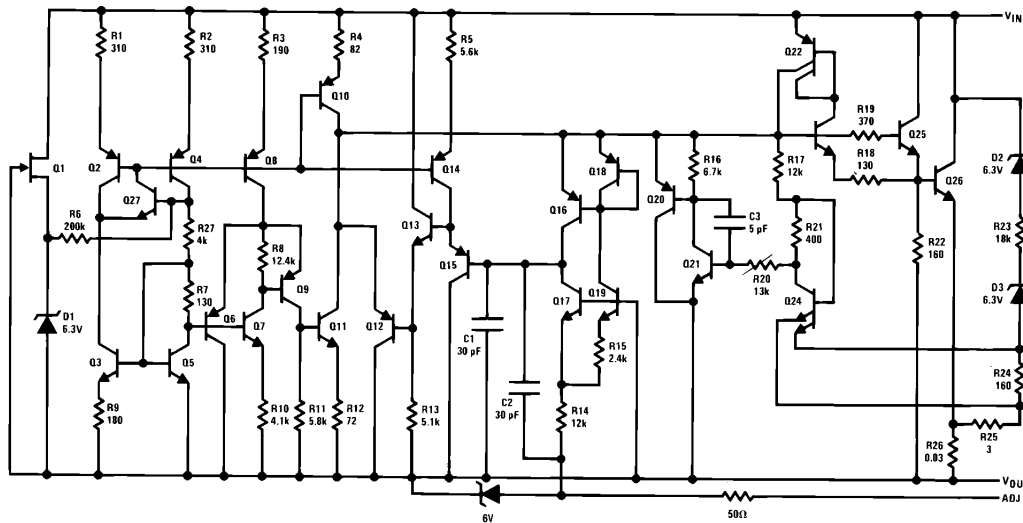 VIN
R1
310
R2
310
R3
190
R4
82
R5
5.6k
Q1
Q2
Q27
Q4
Q8
Q10
Q14
Q22
R19
370
R18
130
Q25
Q26
D2
6.3V
R6
200k
R27
4k
R7
130
R8
12.4k
Q9
Q13
Q15
Q16
Q18
Q20
R16
6.7k
C3
5 pF
R17
12k
R21
400
R22
160
R23
18k
D1
6.3V
Q3
Q5
Q6
Q7
Q11
Q12
C1
30 pF
C2
30 pF
Q17
Q19
R15
2.4k
Q21
R20
13k
Q24
D3
6.3V
R24
160
R9
180
R10
4.1k
R11
5.8k
R12
72
R13
5.1k
R14
12k
R26
0.03
R25
3
VOU
ADJ
6V
50Ω